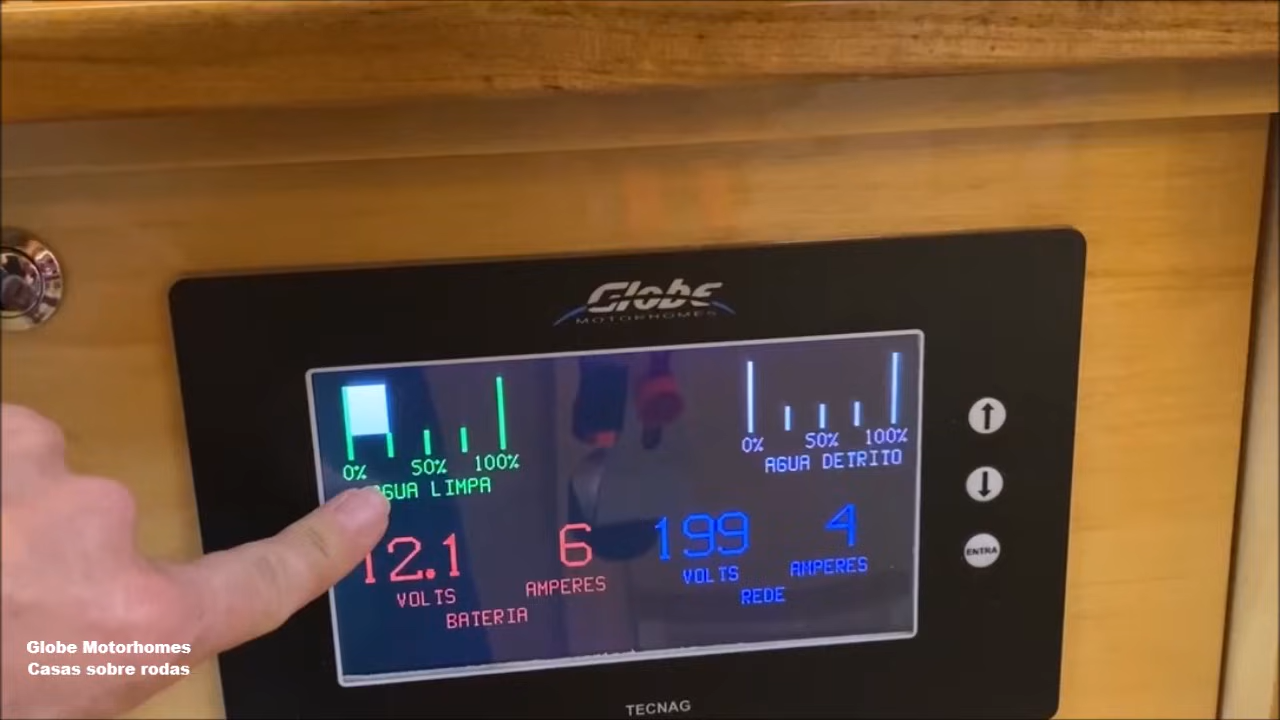 Globe
MOTORHOMES
0% 50% 100%
AGUA LIMPA
0% 50% 100%
AGUA DETRITO
12.1 6
VOLTS AMPERES
BATERIA
199 4
VOLTS AMPERES
REDE
ENTRA
TECNAG
Globe Motorhomes
Casas sobre rodas